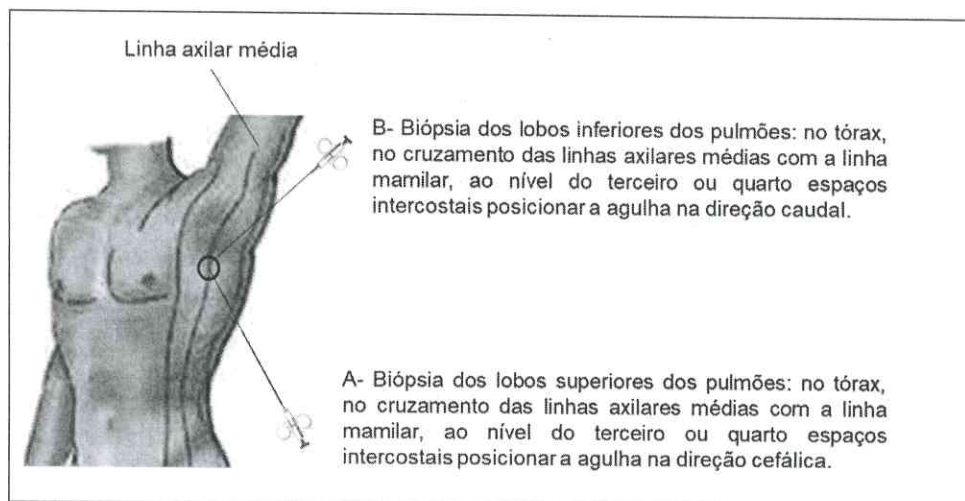 Linha axilar média
B- Biópsia dos lobos inferiores dos pulmões: no tórax,
no cruzamento das linhas axilares médias com a linha
mamilar, ao nível do terceiro ou quarto espaços
intercostais posicionar a agulha na direção caudal.
A- Biópsia dos lobos superiores dos pulmões: no tórax,
no cruzamento das linhas axilares médias com a linha
mamilar, ao nível do terceiro ou quarto espaços
intercostais posicionar a agulha na direção cefálica.